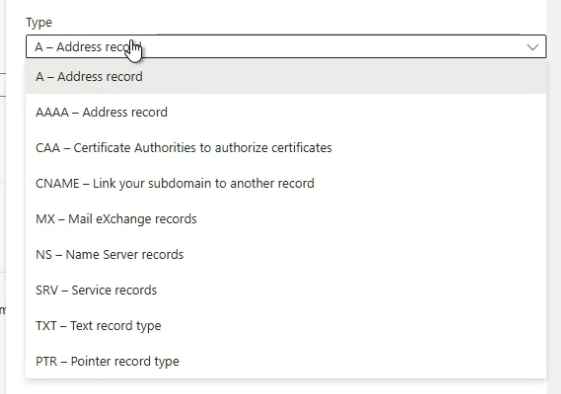 Type
A – Address record
A – Address record
AAAA – Address record
CAA – Certificate Authorities to authorize certificates
CNAME – Link your subdomain to another record
MX – Mail eXchange records
NS – Name Server records
SRV – Service records
TXT – Text record type
PTR – Pointer record type